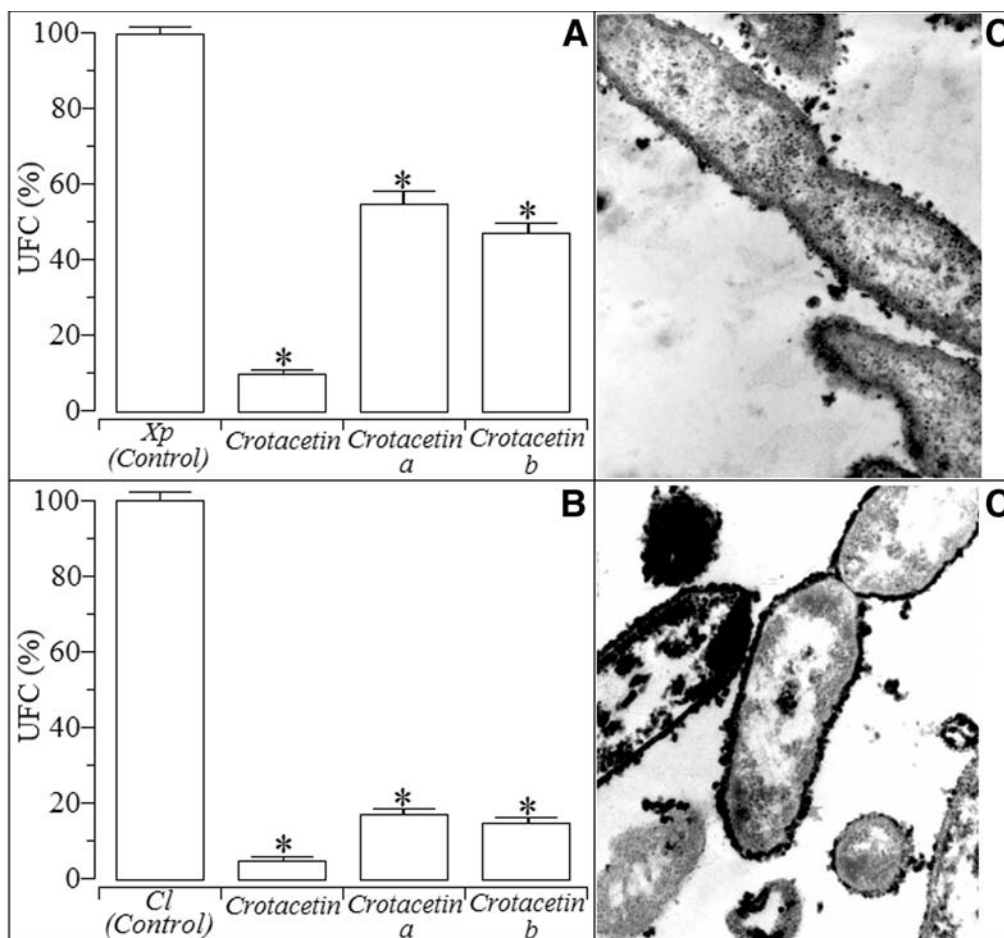 A
UFC (%)
100
80
60
40
20
0
*
*
*
Xp
(Control)
Crotacetin
Crotacetin
a
Crotacetin
b
C
B
UFC (%)
100
80
60
40
20
0
*
*
*
Cl
(Control)
Crotacetin
Crotacetin
a
Crotacetin
b